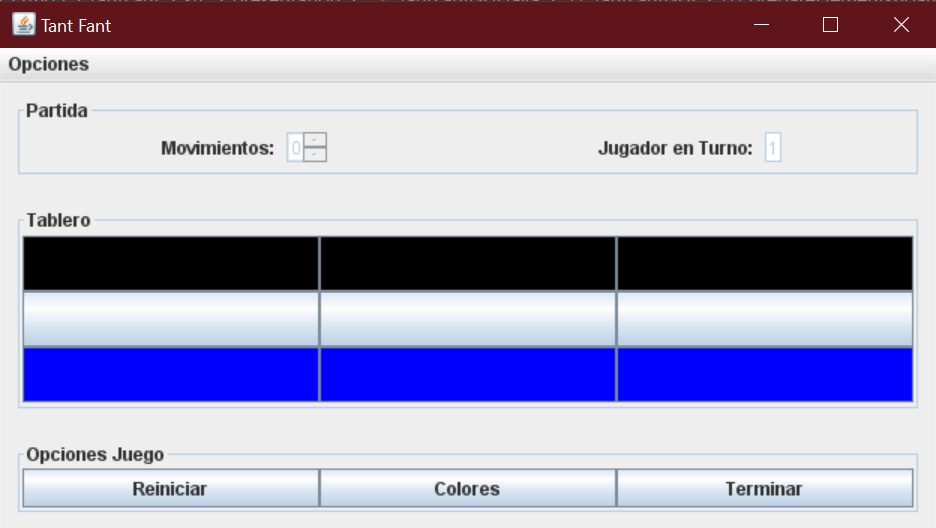 Tant Fant
Opciones
Partida
Movimientos: 0
Jugador en Turno: 1
Tablero
Opciones Juego
Reiniciar
Colores
Terminar